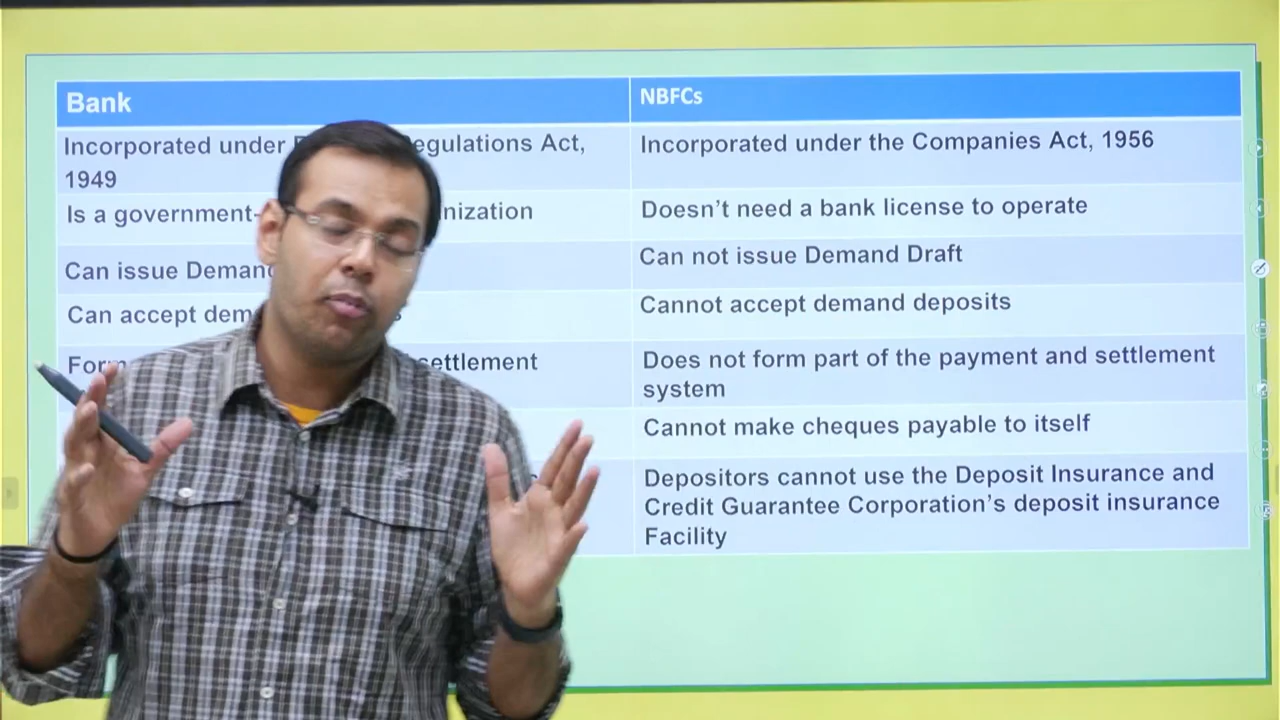 Bank
NBFCs
Incorporated under egulations Act,
1949
Incorporated under the Companies Act, 1956
Is a government- nization
Doesn't need a bank license to operate
Can issue Deman
Can not issue Demand Draft
Can accept dem
Cannot accept demand deposits
Form settlement
Does not form part of the payment and settlement
system
Cannot make cheques payable to itself
Depositors cannot use the Deposit Insurance and
Credit Guarantee Corporation's deposit insurance
Facility